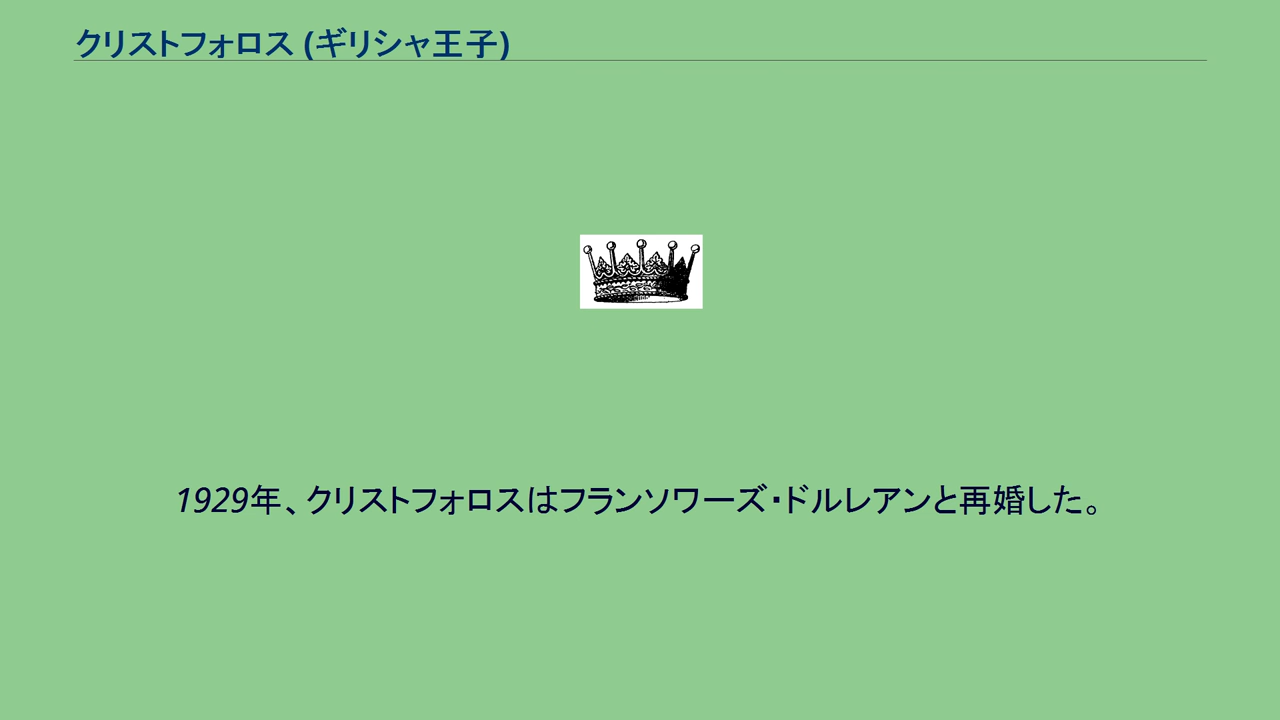 クリストフォロス (ギリシャ王子)
1929年、クリストフォロスはフランソワーズ・ドルレアンと再婚した。